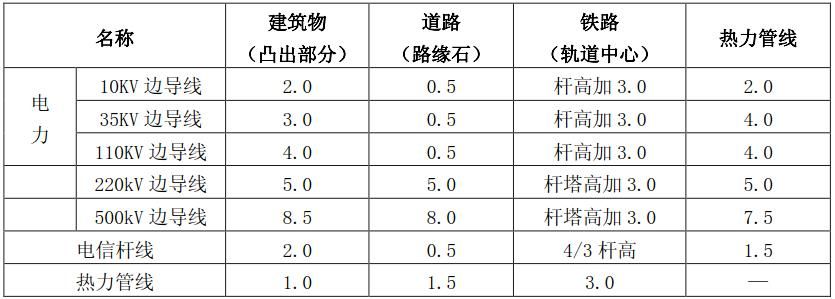 名称 建筑物（凸出部分） 道路（路缘石） 铁路（轨道中心） 热力管线
电力 10KV 边导线 2.0 0.5 杆高加 3.0 2.0
35KV 边导线 3.0 0.5 杆高加 3.0 4.0
110KV 边导线 4.0 0.5 杆高加 3.0 4.0
220kV 边导线 5.0 5.0 杆塔高加 3.0 5.0
500kV 边导线 8.5 8.0 杆塔高加 3.0 7.5
电信杆线 2.0 0.5 4/3 杆高 1.5
热力管线 1.0 1.5 3.0 —